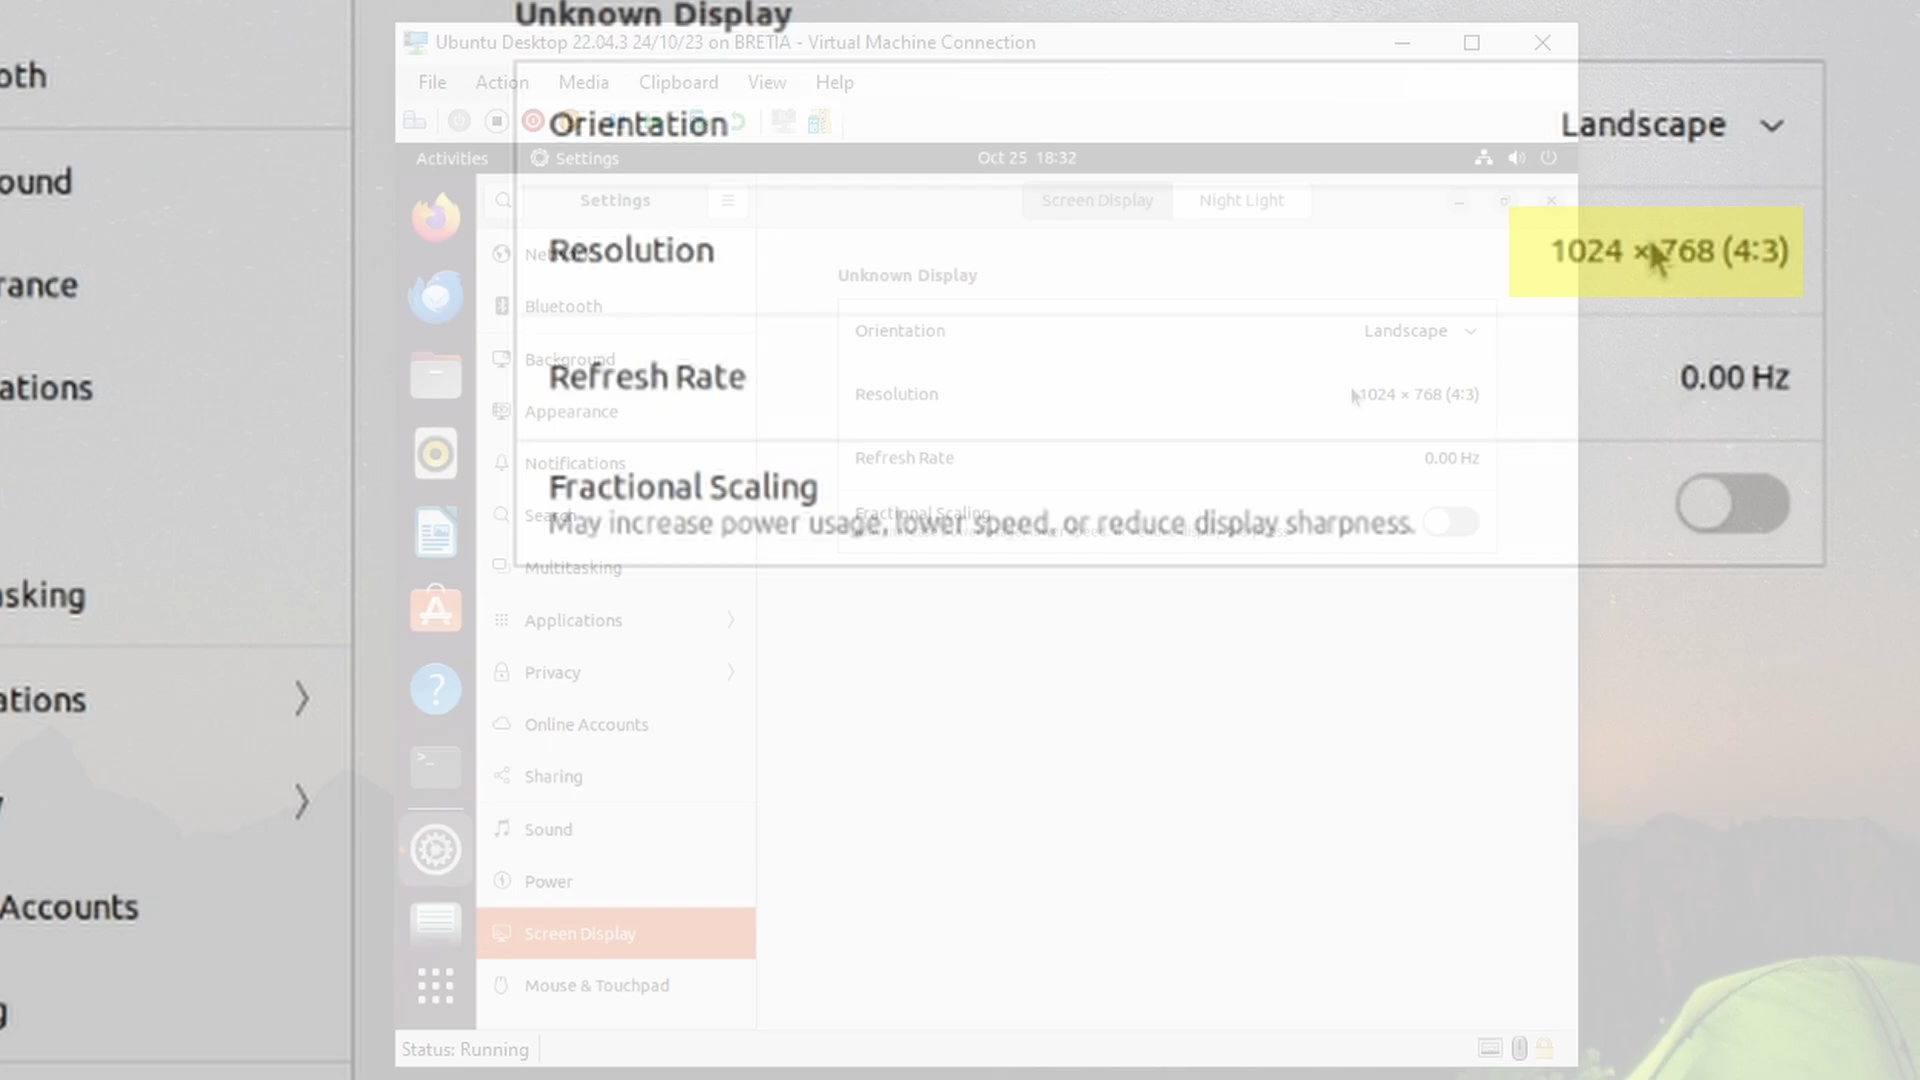 Unknown Display
Ubuntu Desktop 22.04.3 24/10/23 on BRETIA - Virtual Machine Connection
File Action Media Clipboard View Help
Orientation Landscape
Activities Settings Oct 25 18:32
Settings Screen Display Night Light
Resolution 1024 × 768 (4:3)
Refresh Rate 0.00 Hz
Fractional Scaling
May increase power usage, lower speed, or reduce display sharpness.
oth
ound
rance
ations
asking
ations
Accounts
g
Bluetooth
Background
Appearance
Notifications
Multitasking
Applications
Privacy
Online Accounts
Sharing
Sound
Power
Screen Display
Mouse & Touchpad
Unknown Display
Orientation Landscape
Resolution 1024 × 768 (4:3)
Refresh Rate 0.00 Hz
Fractional Scaling
Status: Running